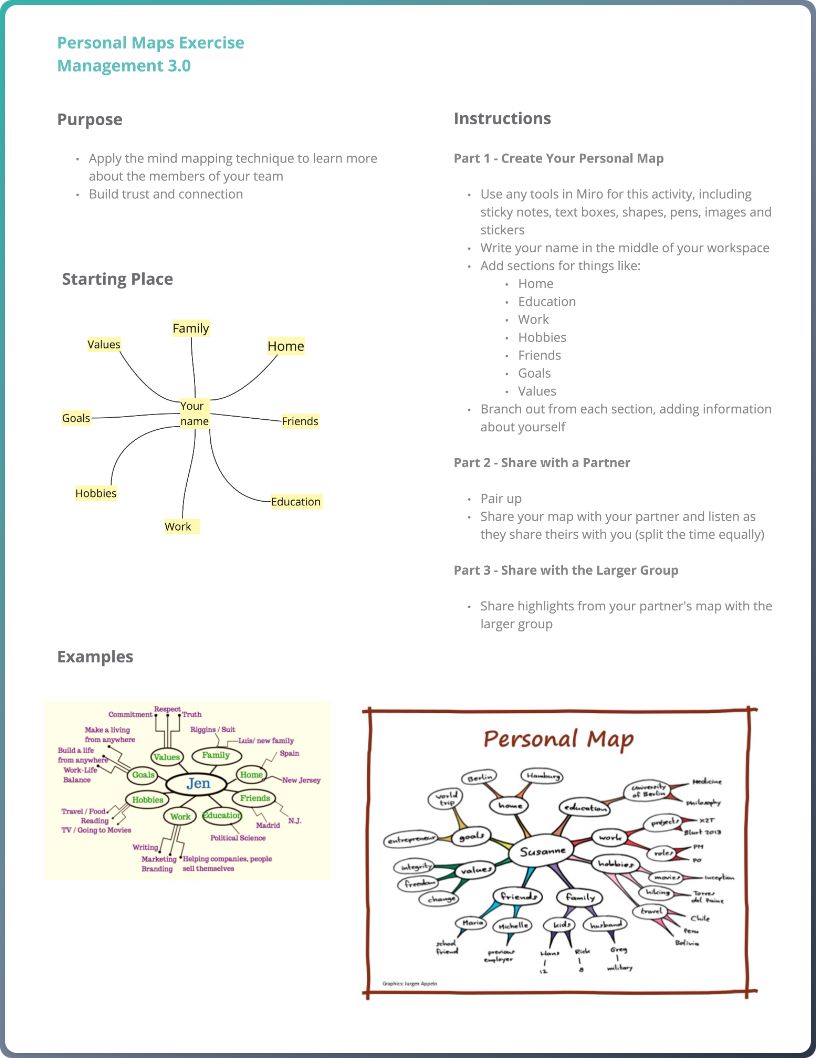 Personal Maps Exercise
Management 3.0
Purpose
• Apply the mind mapping technique to learn more
about the members of your team
• Build trust and connection
Starting Place
Family
Values
Home
Your
name
Goals
Friends
Hobbies
Education
Work
Instructions
Part 1 - Create Your Personal Map
• Use any tools in Miro for this activity, including
sticky notes, text boxes, shapes, pens, images and
stickers
• Write your name in the middle of your workspace
• Add sections for things like:
• Home
• Education
• Work
• Hobbies
• Friends
• Goals
• Values
• Branch out from each section, adding information
about yourself
Part 2 - Share with a Partner
• Pair up
• Share your map with your partner and listen as
they share theirs with you (split the time equally)
Part 3 - Share with the Larger Group
• Share highlights from your partner's map with the
larger group
Examples
Commitment
Respect
Truth
Make a living
from anywhere
Riggins / Suit
Luis/ new family
Build a life
from anywhere
Values
Family
Spain
Work-Life
Balance
Goals
Jen
Home
New Jersey
Hobbies
Friends
Travel / Food
Reading
TV / Going to Movies
Work
Education
Madrid
N.J.
Political Science
Writing
Marketing
Branding
Helping companies, people
sell themselves
Personal Map
Berlin
Hamburg
world
trip
home
education
University
of Berlin
Medicine
Philosophy
entrepreneur
goals
Susanne
work
projects
X2T
Blurt 2013
roles
PM
PO
integrity
freedom
change
values
hobbies
movies
inception
hiking
Torres
del Paine
travel
Chile
Peru
Bolivia
friends
family
Maria
Michelle
kids
husband
school
friend
previous
employer
Hans
12
Rick
8
Greg
military
Graphics: Jurgen Appelo